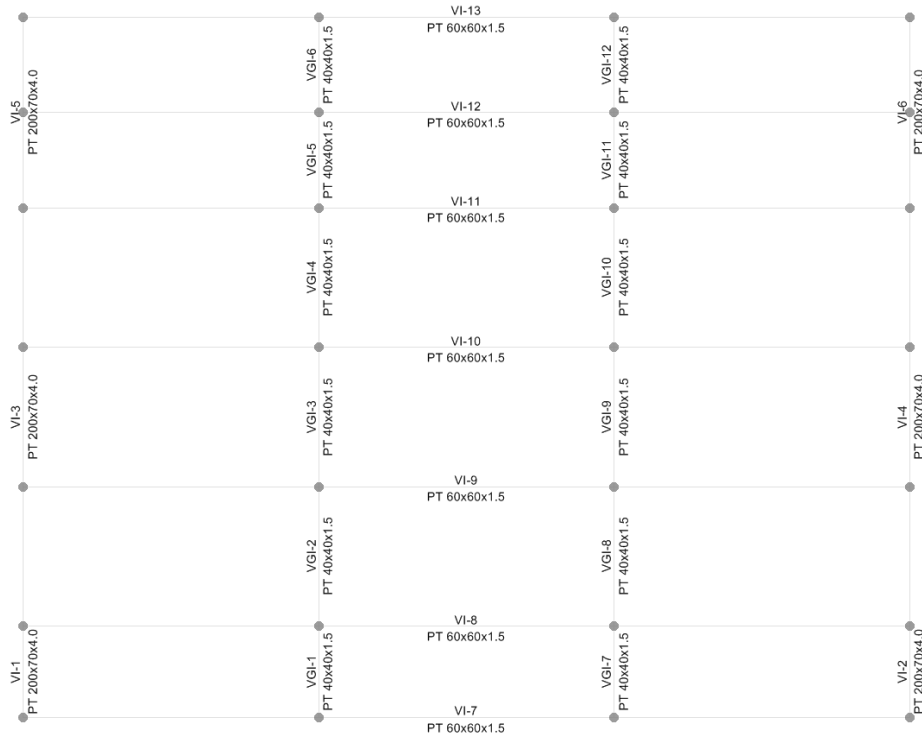 VI-13
PT 60x60x1.5
VGI-6
PT 40x40x1.5
VGI-12
PT 40x40x1.5
VI-5
PT 200x70x4.0
VI-12
PT 60x60x1.5
VI-6
PT 200x70x4.0
VGI-5
PT 40x40x1.5
VGI-11
PT 40x40x1.5
VI-11
PT 60x60x1.5
VGI-4
PT 40x40x1.5
VGI-10
PT 40x40x1.5
VI-10
PT 60x60x1.5
VI-3
PT 200x70x4.0
VGI-3
PT 40x40x1.5
VGI-9
PT 40x40x1.5
VI-4
PT 200x70x4.0
VI-9
PT 60x60x1.5
VGI-2
PT 40x40x1.5
VGI-8
PT 40x40x1.5
VI-8
PT 60x60x1.5
VI-1
PT 200x70x4.0
VGI-1
PT 40x40x1.5
VGI-7
PT 40x40x1.5
VI-2
PT 200x70x4.0
VI-7
PT 60x60x1.5